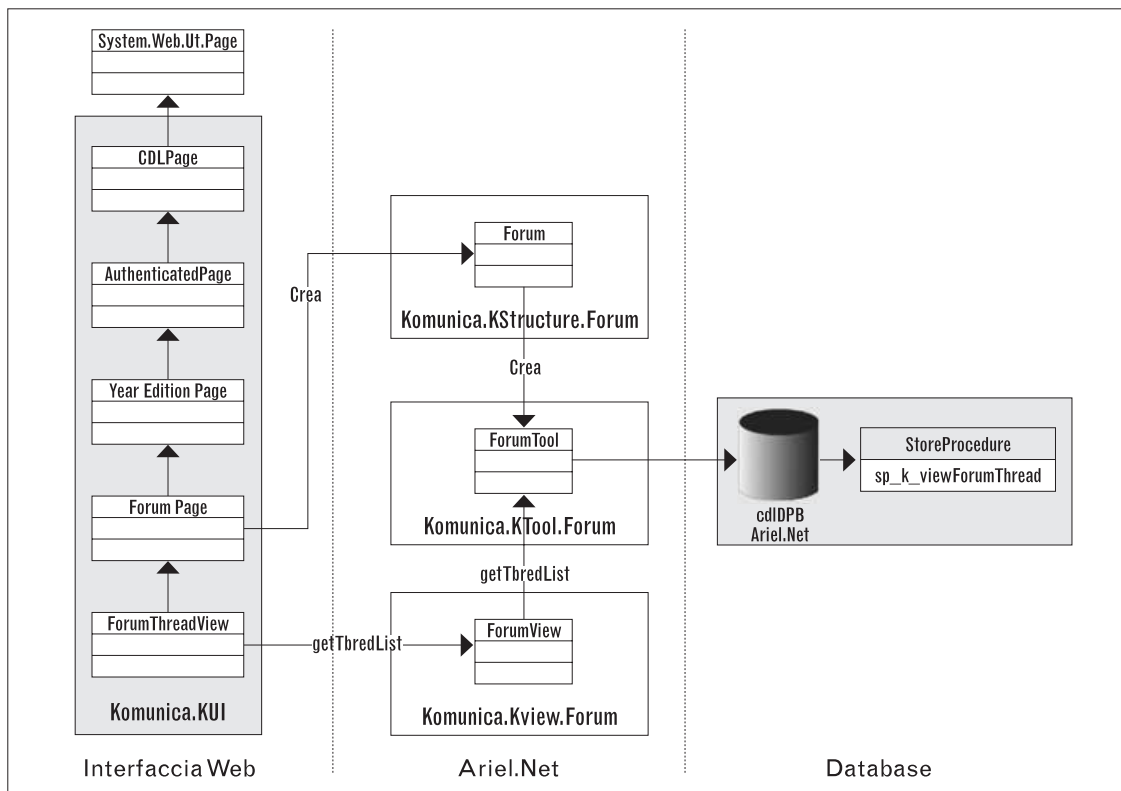 System.Web.Ut.Page
CDLPage
AuthenticatedPage
Year Edition Page
Forum Page
ForumThreadView
Komunica.KUI
Interfaccia Web
Crea
getTbredList
Forum
Komunica.KStructure.Forum
Crea
ForumTool
Komunica.KTool.Forum
getTbredList
ForumView
Komunica.Kview.Forum
Ariel.Net
cdlDPB
Ariel.Net
StoreProcedure
sp_k_viewForumThread
Database